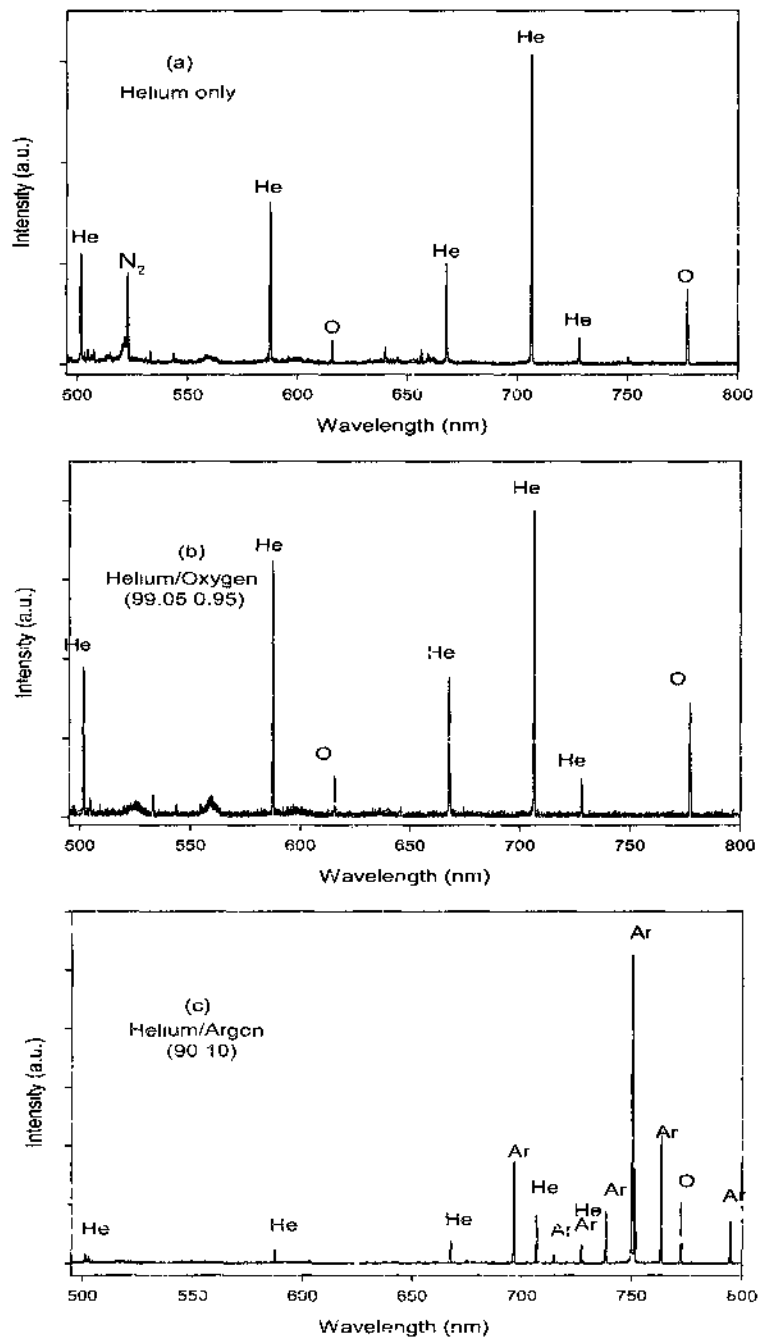 He
(a)
Helium only
He
He
He
N₂
O
He
O
Intensity (a.u.)
500 550 600 650 700 750 800
Wavelength (nm)
He
He
(b)
Helium/Oxygen
(99.05 0.95)
He
He
O
O
He
Intensity (a.u.)
500 550 600 650 700 750 800
Wavelength (nm)
Ar
(c)
Helium/Argon
(90 10)
Ar
Ar
He
Ar
O
Ar
He
He
He
He
Ar
Ar
Intensity (a.u.)
500 550 600 650 700 750 800
Wavelength (nm)